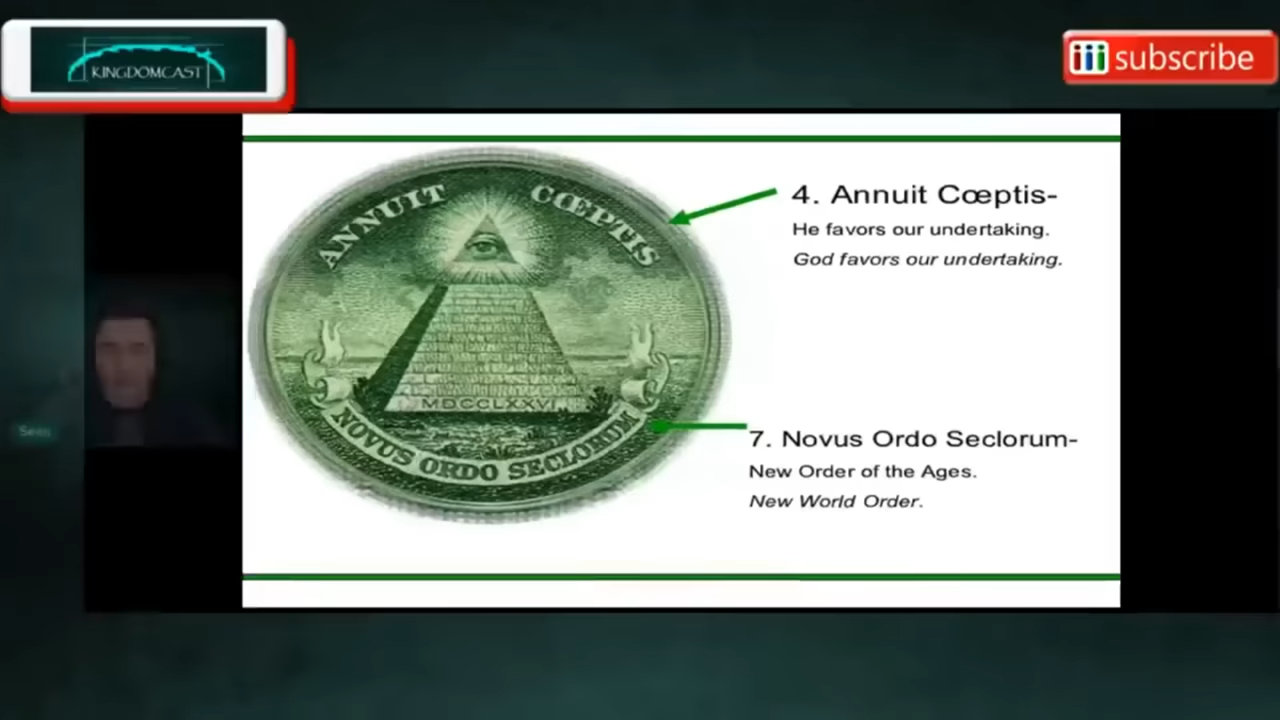 KINGDOMCAST
subscribe
ANNUIT CŒPTIS
4. Annuit Cœptis-
He favors our undertaking.
God favors our undertaking.
MDCCLXXVI
NOVUS ORDO SECLORUM
7. Novus Ordo Seclorum-
New Order of the Ages.
New World Order.